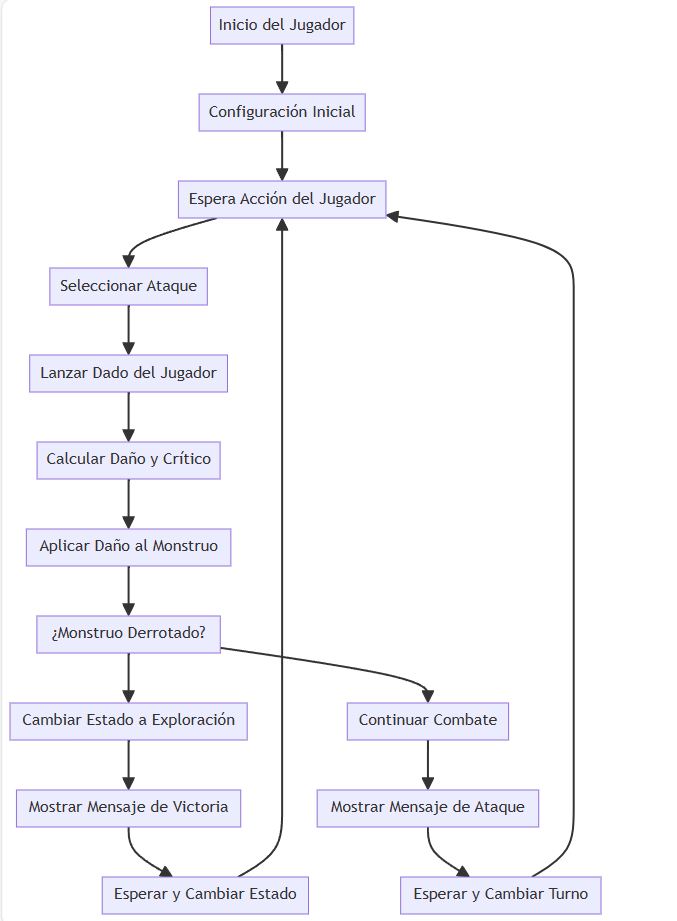 Inicio del Jugador
Configuración Inicial
Espera Acción del Jugador
Seleccionar Ataque
Lanzar Dado del Jugador
Calcular Daño y Crítico
Aplicar Daño al Monstruo
¿Monstruo Derrotado?
Cambiar Estado a Exploración
Continuar Combate
Mostrar Mensaje de Victoria
Mostrar Mensaje de Ataque
Esperar y Cambiar Estado
Esperar y Cambiar Turno